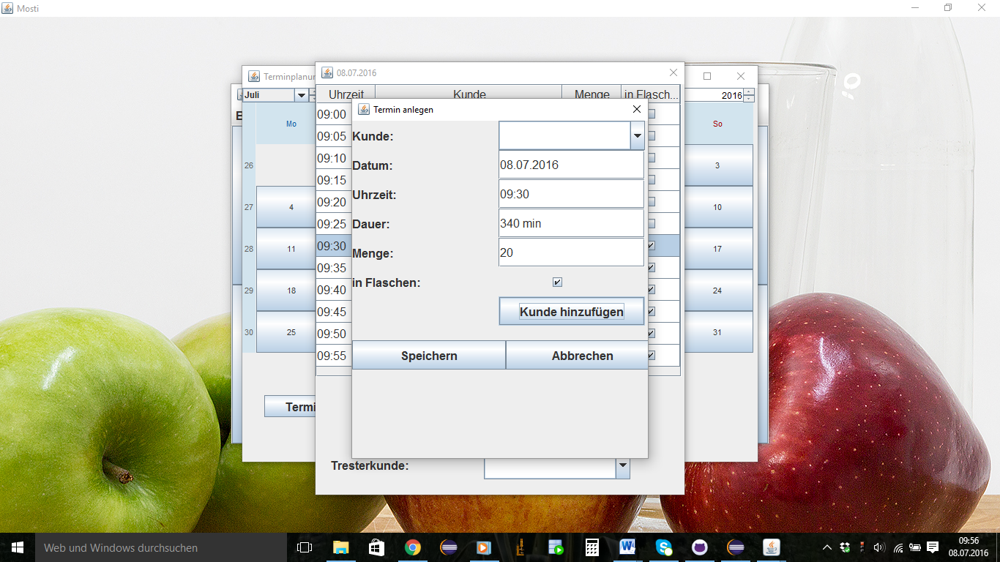 Mosti
Terminplanun
08.07.2016
Juli
2016
Mo
So
26
27
28
29
30
4
11
18
25
3
10
17
24
31
Termi
Uhrzeit Kunde Menge in Flasch...
09:00
09:05
09:10
09:15
09:20
09:25
09:30
09:35
09:40
09:45
09:50
09:55
Tresterkunde:
Termin anlegen
Kunde:
Datum: 08.07.2016
Uhrzeit: 09:30
Dauer: 340 min
Menge: 20
in Flaschen:
Kunde hinzufügen
Speichern Abbrechen
Web und Windows durchsuchen
09:56
08.07.2016